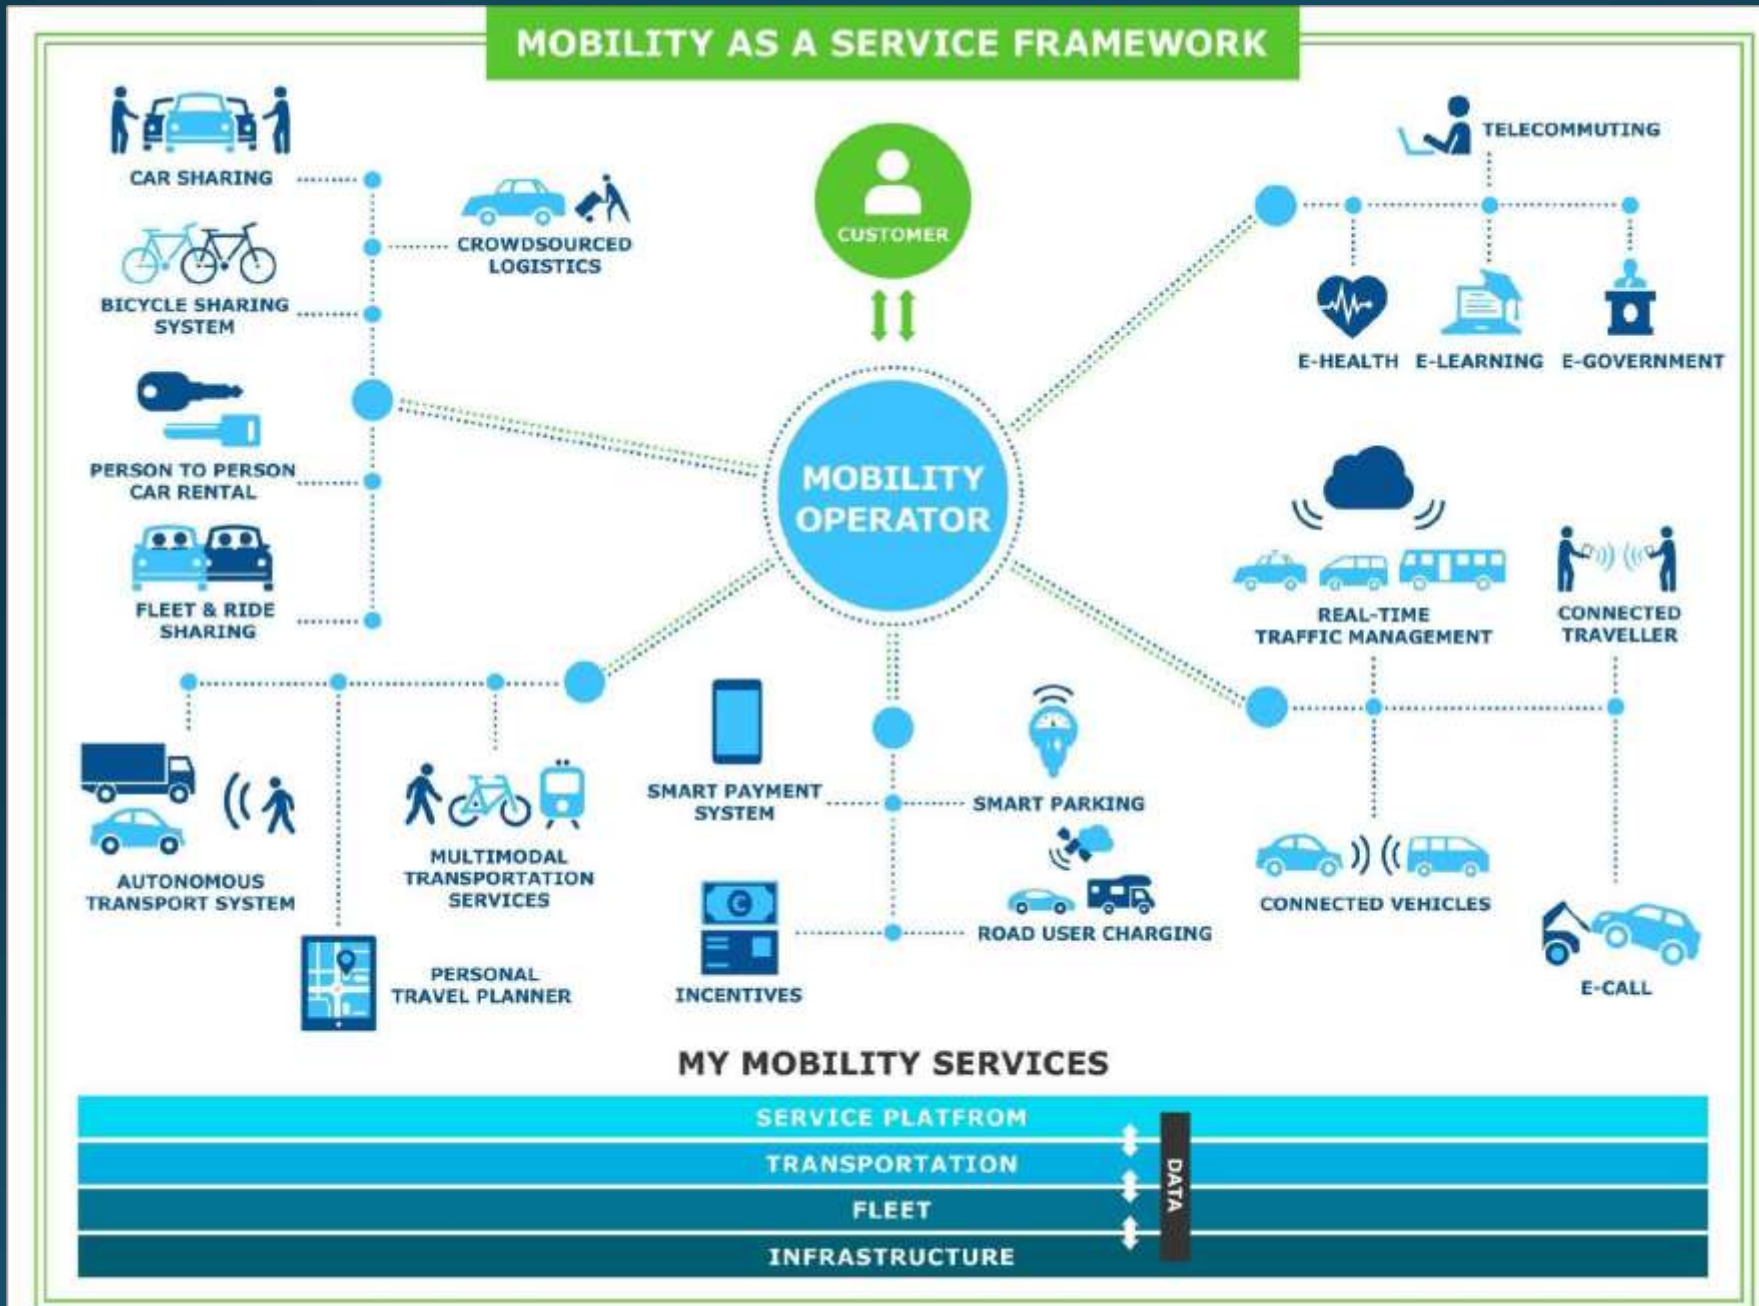 MOBILITY AS A SERVICE FRAMEWORK
CAR SHARING
CROWDSOURCED
LOGISTICS
BICYCLE SHARING
SYSTEM
PERSON TO PERSON
CAR RENTAL
FLEET & RIDE
SHARING
CUSTOMER
MOBILITY
OPERATOR
TELECOMMUTING
E-HEALTH
E-LEARNING
E-GOVERNMENT
REAL-TIME
TRAFFIC MANAGEMENT
CONNECTED
TRAVELLER
CONNECTED VEHICLES
E-CALL
AUTONOMOUS
TRANSPORT SYSTEM
MULTIMODAL
TRANSPORTATION
SERVICES
PERSONAL
TRAVEL PLANNER
SMART PAYMENT
SYSTEM
SMART PARKING
INCENTIVES
ROAD USER CHARGING
MY MOBILITY SERVICES
SERVICE PLATFROM
TRANSPORTATION
FLEET
INFRASTRUCTURE
DATA